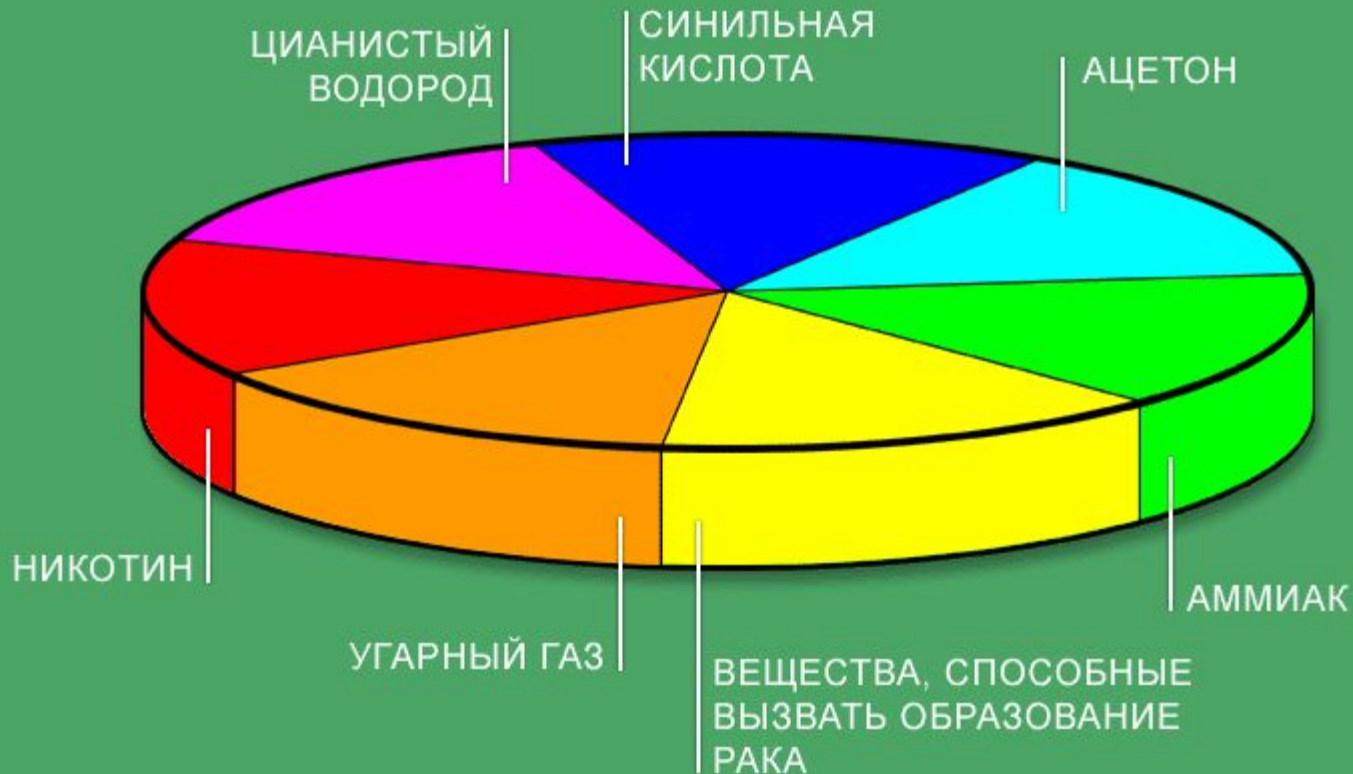 ЦИАНИСТЫЙ
ВОДОРОД
СИНИЛЬНАЯ
КИСЛОТА
АЦЕТОН
НИКОТИН
УГАРНЫЙ ГАЗ
ВЕЩЕСТВА, СПОСОБНЫЕ
ВЫЗВАТЬ ОБРАЗОВАНИЕ
РАКА
АММИАК